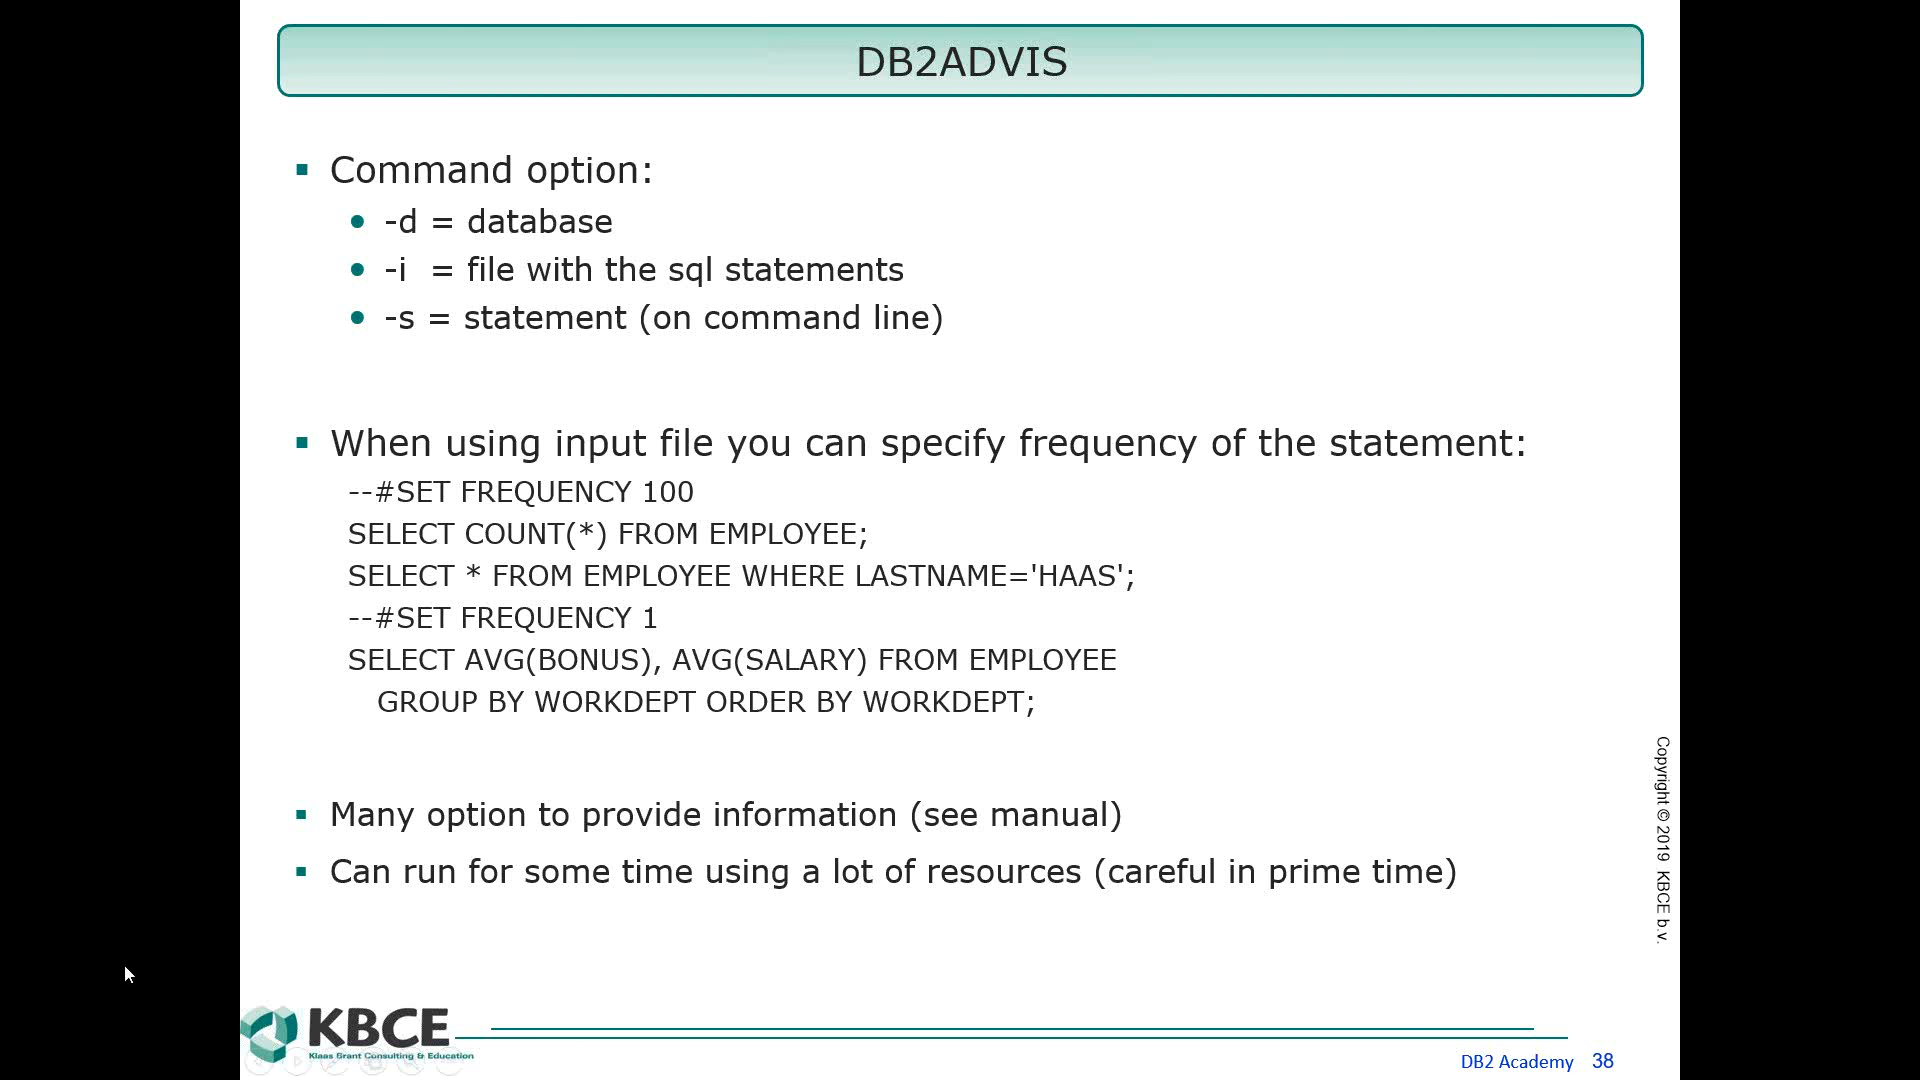 DB2ADVIS
Command option:
-d = database
-i = file with the sql statements
-s = statement (on command line)
When using input file you can specify frequency of the statement:
--#SET FREQUENCY 100
SELECT COUNT(*) FROM EMPLOYEE;
SELECT * FROM EMPLOYEE WHERE LASTNAME='HAAS';
--#SET FREQUENCY 1
SELECT AVG(BONUS), AVG(SALARY) FROM EMPLOYEE
GROUP BY WORKDEPT ORDER BY WORKDEPT;
Many option to provide information (see manual)
Can run for some time using a lot of resources (careful in prime time)
Copyright © 2019 KBCE b.v.
KBCE
Klaas Brant Consulting & Education
DB2 Academy 38